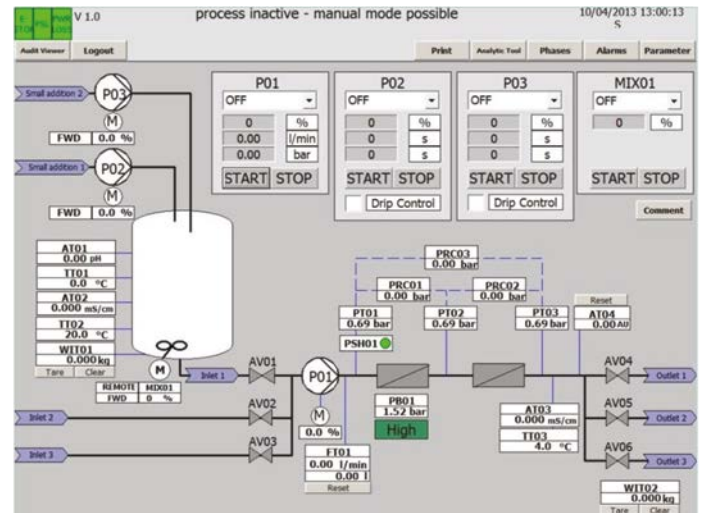 E-STOP PSL PWR LOSS V 1.0 process inactive - manual mode possible 10/04/2013 13:00:13
S
Audit Viewer Logout Print Analytic Tool Phases Alarms Parameter
Small addition 2 P03
M
FWD 0.0 %
Small addition 1 P02
M
FWD 0.0 %
P01
OFF
0 %
0.00 l/min
0.00 bar
START STOP
P02
OFF
0 %
0 s
0 s
START STOP
Drip Control
P03
OFF
0 %
0 s
0 s
START STOP
Drip Control
MIX01
OFF
0 %
START STOP
Comment
AT01
0.00 pH
TT01
0.0 °C
AT02
0.000 mS/cm
TT02
20.0 °C
WIT01
0.000 kg
Tare Clear
M
REMOTE MIX01
FWD 0 %
PRC03
0.00 bar
PRC01
0.00 bar
PRC02
0.00 bar
PT01
0.69 bar
PT02
0.69 bar
PT03
0.69 bar
Reset
AT04
0.00 AU
PSH01
Inlet 1
AV01
P01
M
0.0 %
PB01
1.52 bar
High
AV04
Outlet 1
Inlet 2
AV02
AV05
Outlet 2
Inlet 3
AV03
AV06
Outlet 3
FT01
0.00 l/min
0.00 l
Reset
AT03
0.000 mS/cm
TT03
4.0 °C
WIT02
0.000 kg
Tare Clear